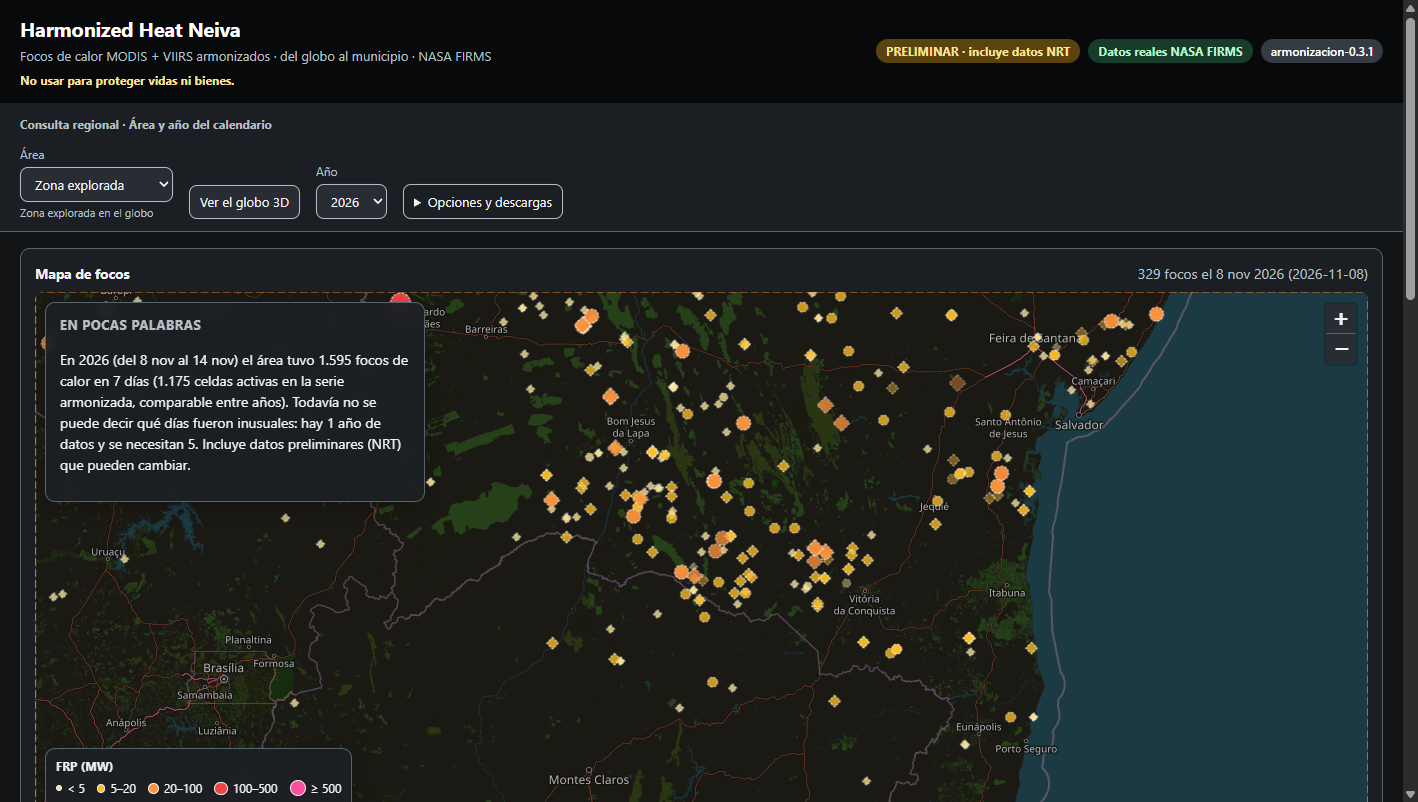 Harmonized Heat Neiva
Focos de calor MODIS + VIIRS armonizados · del globo al municipio · NASA FIRMS
No usar para proteger vidas ni bienes.
PRELIMINAR · incluye datos NRT
Datos reales NASA FIRMS
armonizacion-0.3.1
Consulta regional · Área y año del calendario
Área
Zona explorada
Zona explorada en el globo
Ver el globo 3D
Año
2026
▶ Opciones y descargas
Mapa de focos
329 focos el 8 nov 2026 (2026-11-08)
EN POCAS PALABRAS
En 2026 (del 8 nov al 14 nov) el área tuvo 1.595 focos de
calor en 7 días (1.175 celdas activas en la serie
armonizada, comparable entre años). Todavía no se
puede decir qué días fueron inusuales: hay 1 año de
datos y se necesitan 5. Incluye datos preliminares (NRT)
que pueden cambiar.
+
−
Barreiras
Feira de Santana
Camaçari
Salvador
Santo Antônio
de Jesus
Bom Jesus
da Lapa
Jequié
Uruaçu
Vitória
da Conquista
Itabuna
Planaltina
Brasília
Formosa
Samambaia
Anápolis
Luziânia
Eunápolis
Porto Seguro
Montes Claros
FRP (MW)
< 5
5–20
20–100
100–500
≥ 500